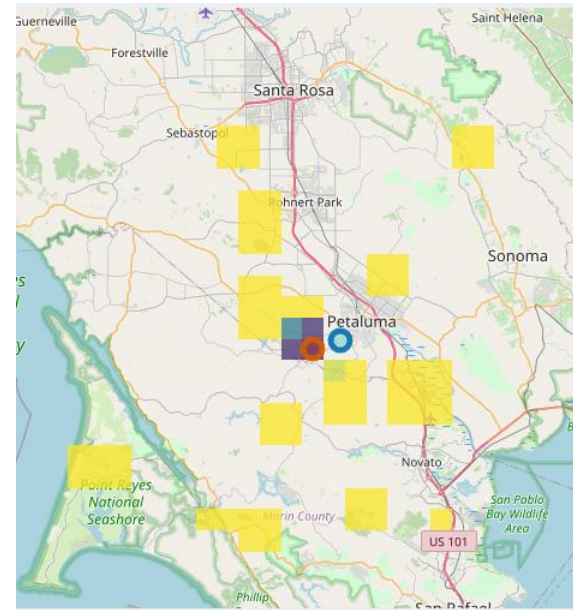 Guerneville
Saint Helena
Forestville
Santa Rosa
Sebastopol
Rohnert Park
Sonoma
Petaluma
Novato
Point Reyes
National
Seashore
Marin County
San Pablo
Bay Wildlife
Area
US 101
Phillip
San Rafael